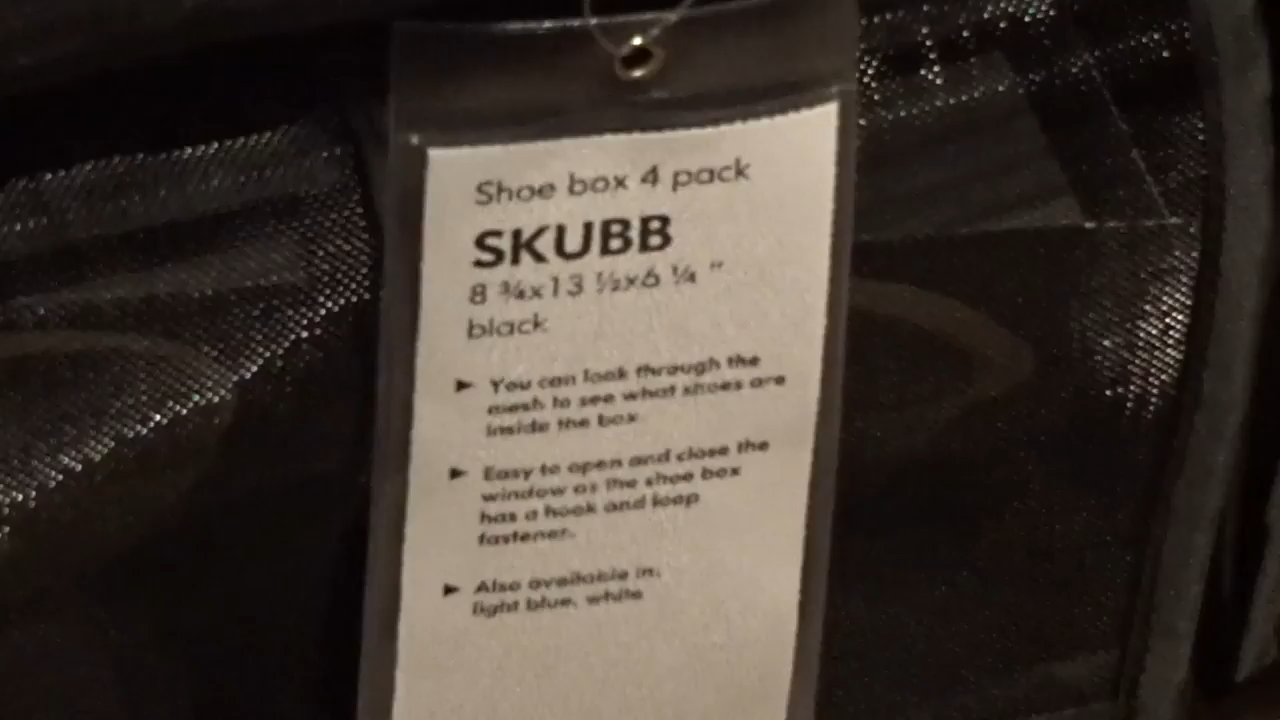 Shoe box 4 pack
SKUBB
8 ¾x13 ½x6 ¼ "
black
► You can look through the
mesh to see what shoes are
inside the box.
► Easy to open and close the
window as the shoe box
has a hook and loop
fastener.
► Also available in:
light blue, white